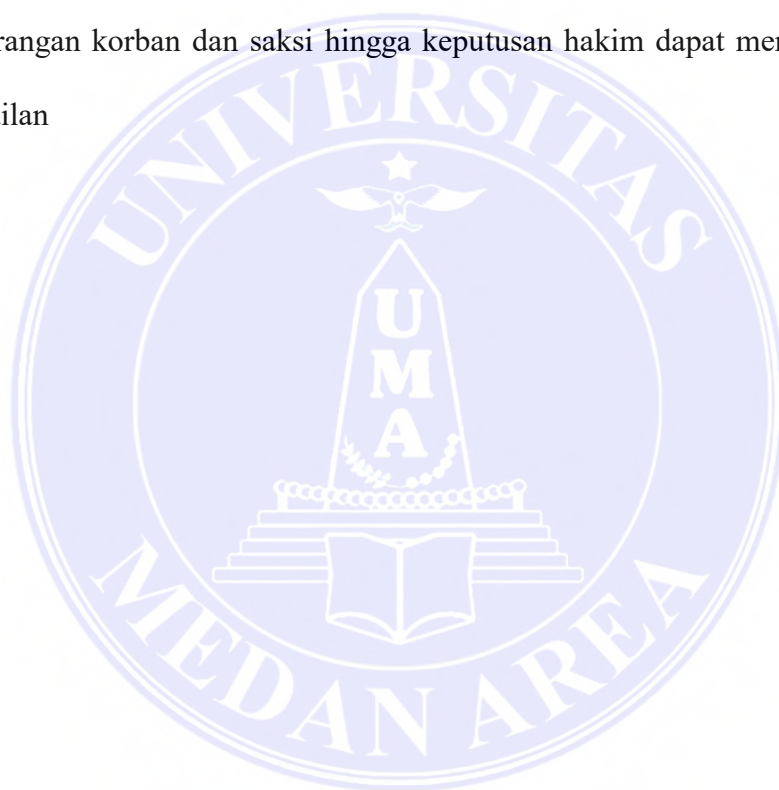 rangan korban dan saksi hingga keputusan hakim dapat mer
ilan
UNIVERSITAS
UMA
MEDAN AREA